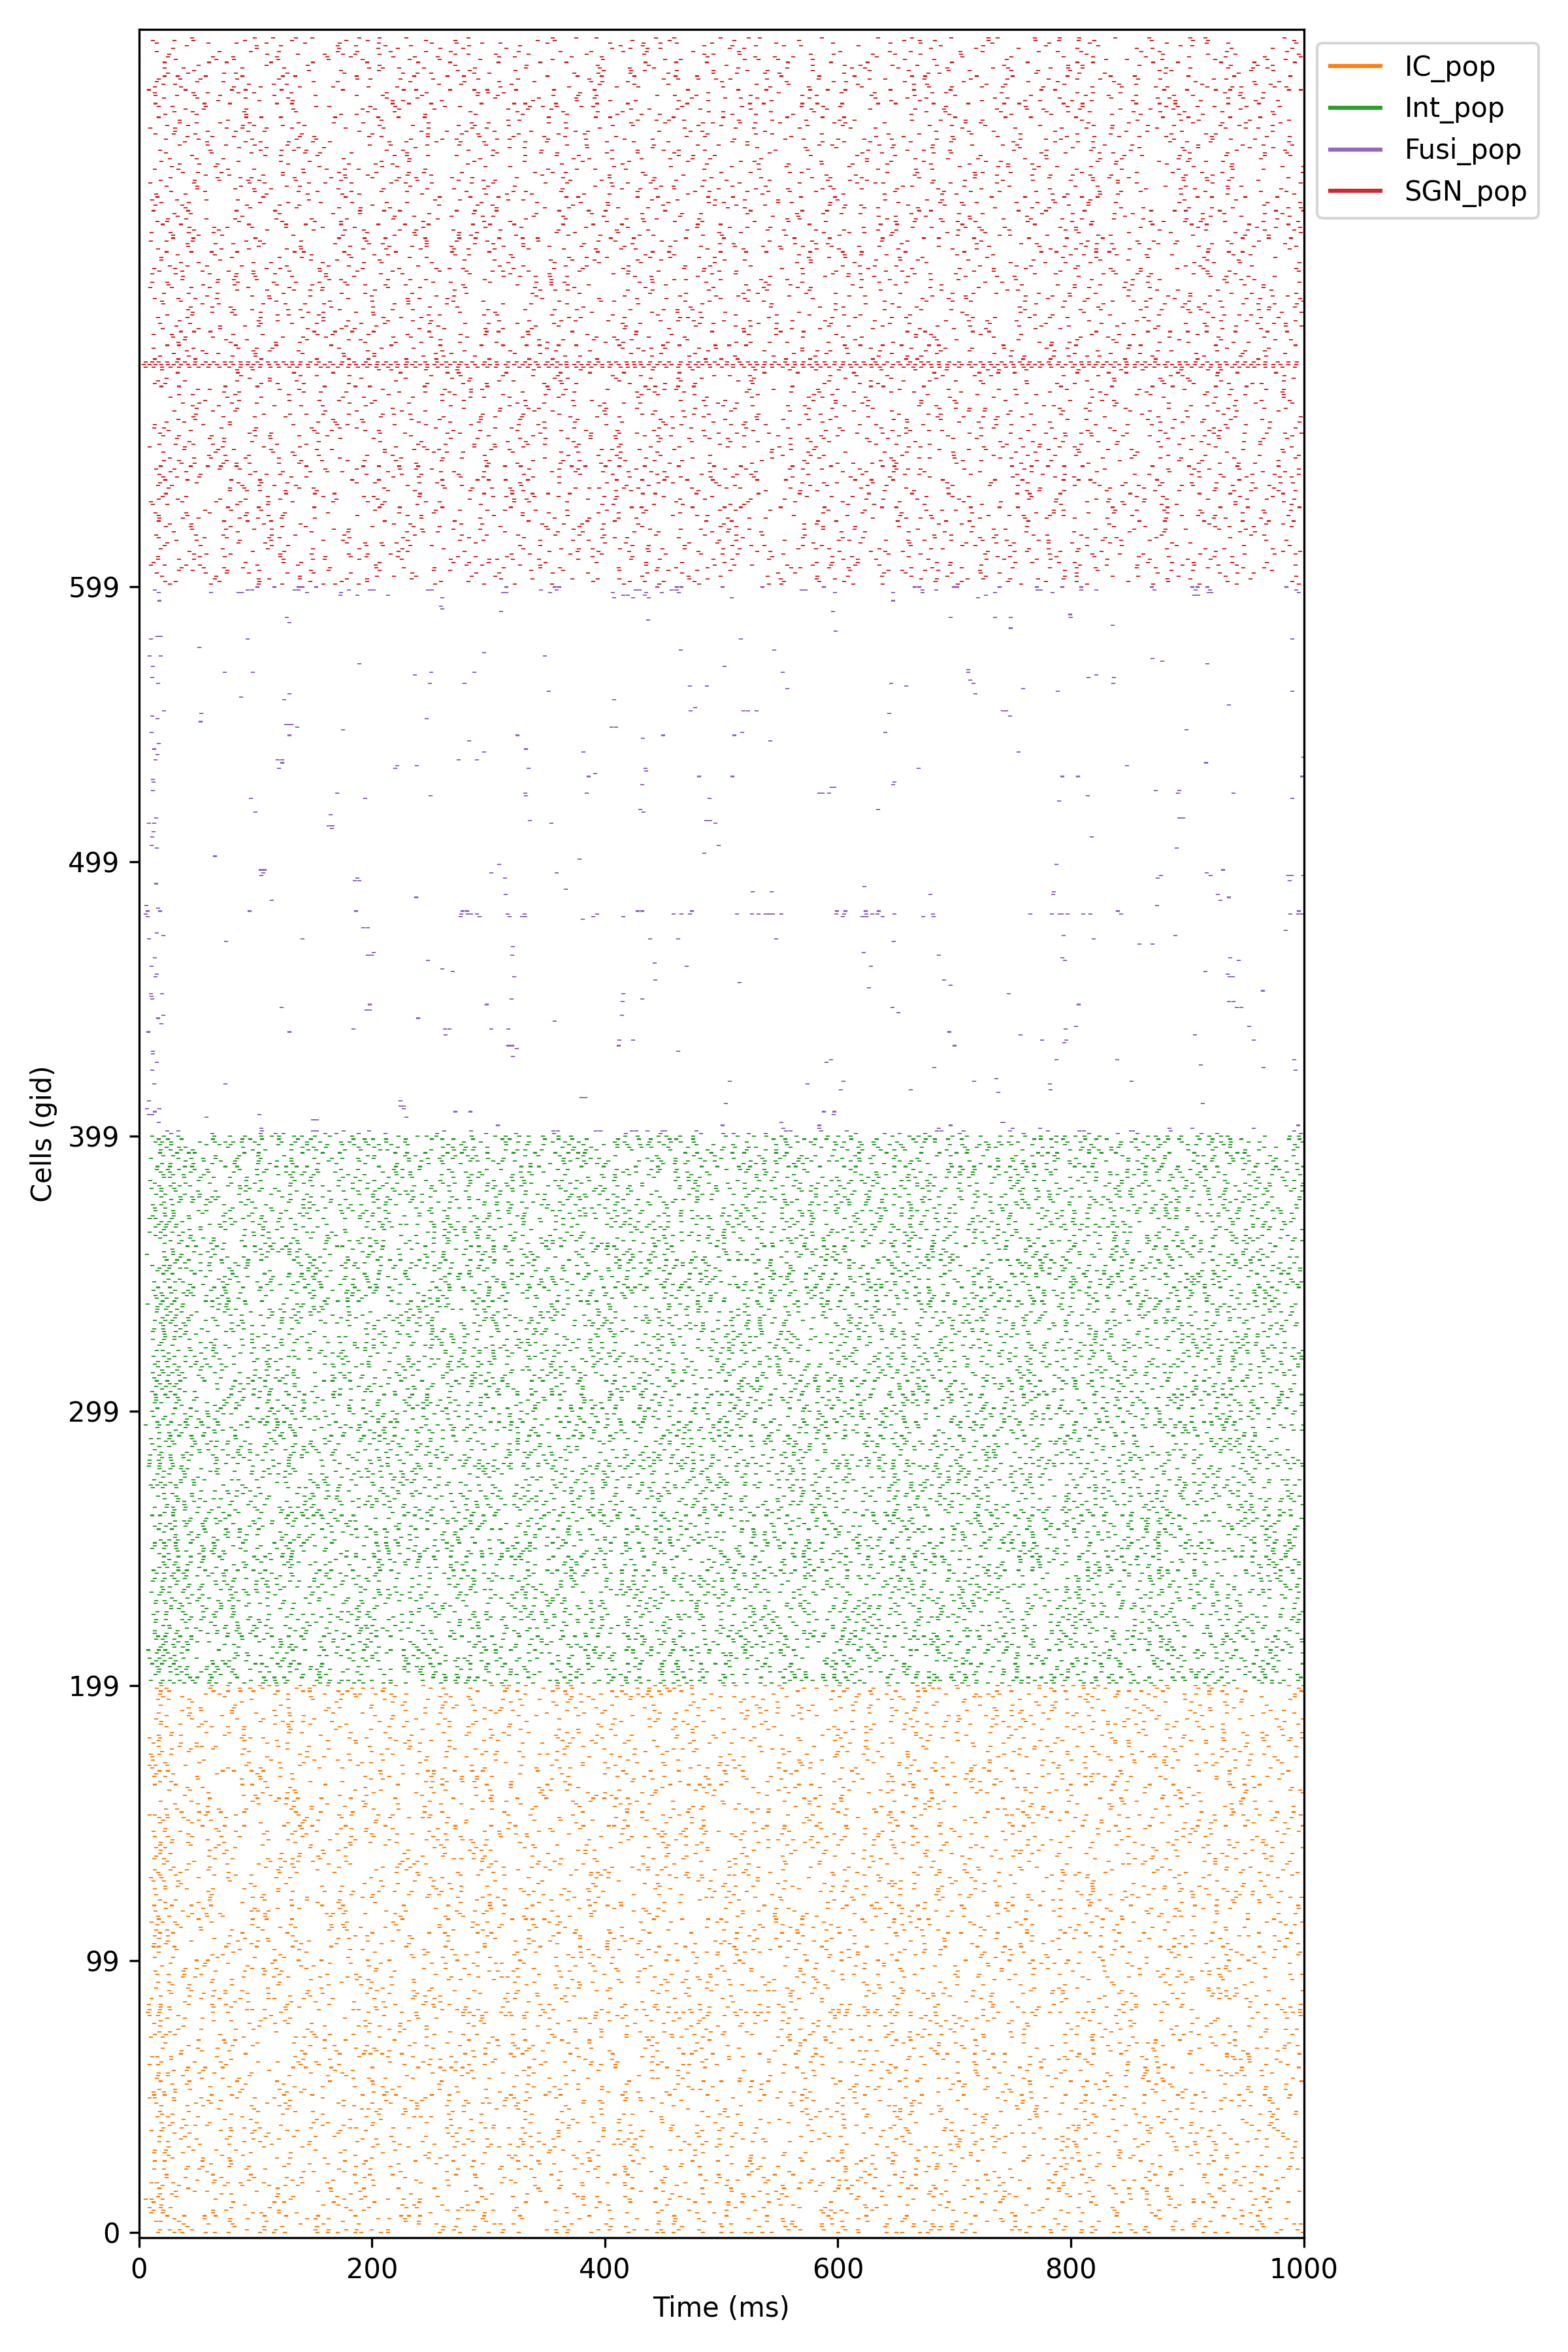 IC_pop
Int_pop
Fusi_pop
SGN_pop
599
499
399
299
199
99
0
Cells (gid)
0 200 400 600 800 1000
Time (ms)